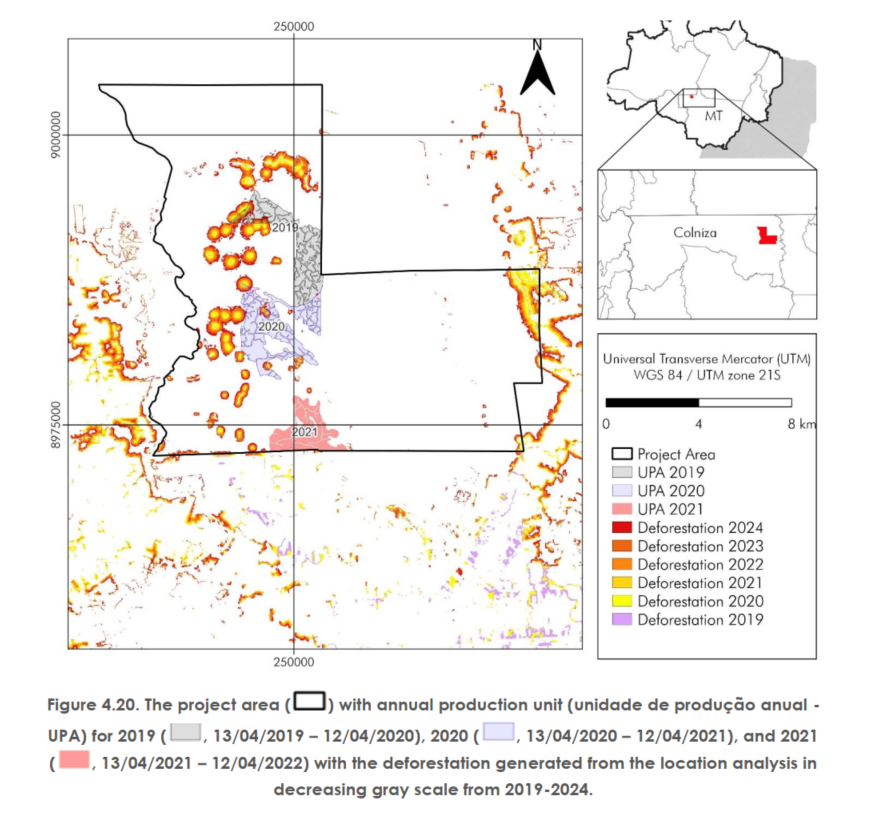 250000
N
9000000
MT
2019
Colniza
2020
Universal Transverse Mercator (UTM)
WGS 84 / UTM zone 21S
0 4 8 km
8975000
2021
Project Area
UPA 2019
UPA 2020
UPA 2021
Deforestation 2024
Deforestation 2023
Deforestation 2022
Deforestation 2021
Deforestation 2020
Deforestation 2019
250000
Figure 4.20. The project area ( ) with annual production unit (unidade de produção anual -
UPA) for 2019 ( , 13/04/2019 – 12/04/2020), 2020 ( , 13/04/2020 – 12/04/2021), and 2021
( , 13/04/2021 – 12/04/2022) with the deforestation generated from the location analysis in
decreasing gray scale from 2019-2024.